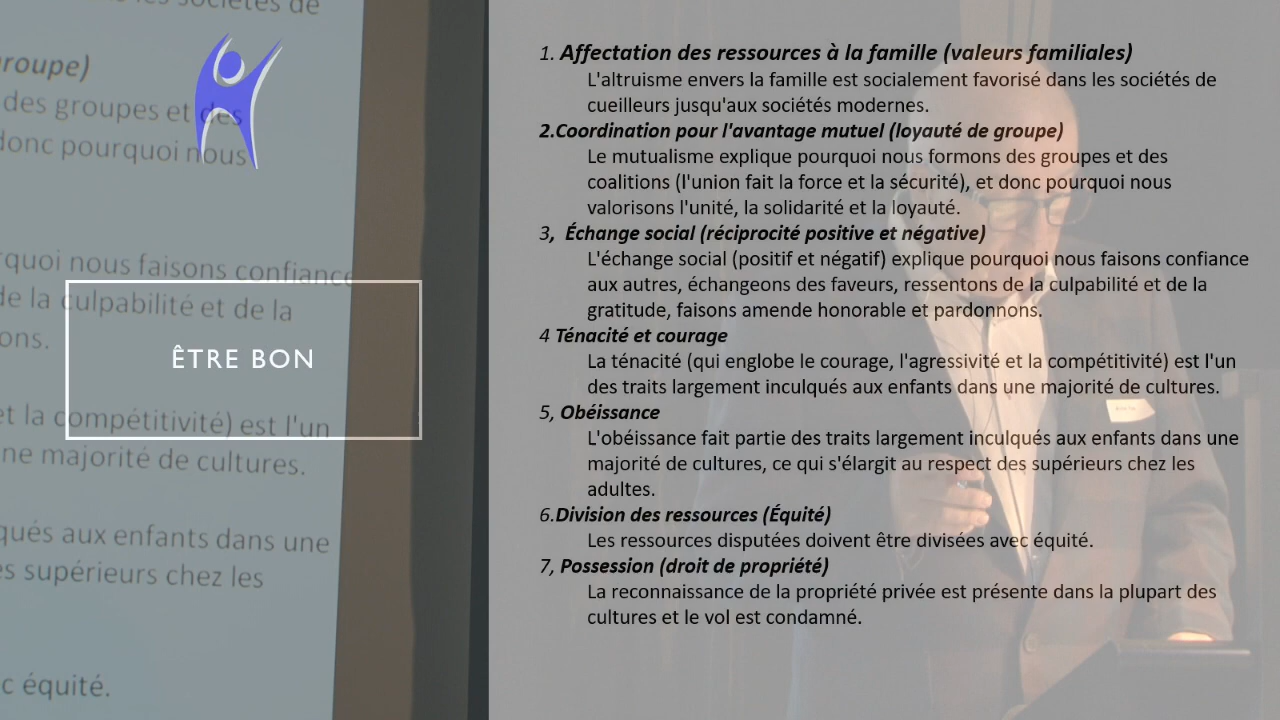 les sociétés de
groupe)
des groupes et des
donc pourquoi nous
rquoi nous faisons confiance
de la culpabilité et de la
ons.
ÊTRE BON
et la compétitivité) est l'un
ne majorité de cultures.
qués aux enfants dans une
es supérieurs chez les
c équité.
1. Affectation des ressources à la famille (valeurs familiales)
L'altruisme envers la famille est socialement favorisé dans les sociétés de
cueilleurs jusqu'aux sociétés modernes.
2.Coordination pour l'avantage mutuel (loyauté de groupe)
Le mutualisme explique pourquoi nous formons des groupes et des
coalitions (l'union fait la force et la sécurité), et donc pourquoi nous
valorisons l'unité, la solidarité et la loyauté.
3, Échange social (réciprocité positive et négative)
L'échange social (positif et négatif) explique pourquoi nous faisons confiance
aux autres, échangeons des faveurs, ressentons de la culpabilité et de la
gratitude, faisons amende honorable et pardonnons.
4 Ténacité et courage
La ténacité (qui englobe le courage, l'agressivité et la compétitivité) est l'un
des traits largement inculqués aux enfants dans une majorité de cultures.
5, Obéissance
L'obéissance fait partie des traits largement inculqués aux enfants dans une
majorité de cultures, ce qui s'élargit au respect des supérieurs chez les
adultes.
6.Division des ressources (Équité)
Les ressources disputées doivent être divisées avec équité.
7, Possession (droit de propriété)
La reconnaissance de la propriété privée est présente dans la plupart des
cultures et le vol est condamné.